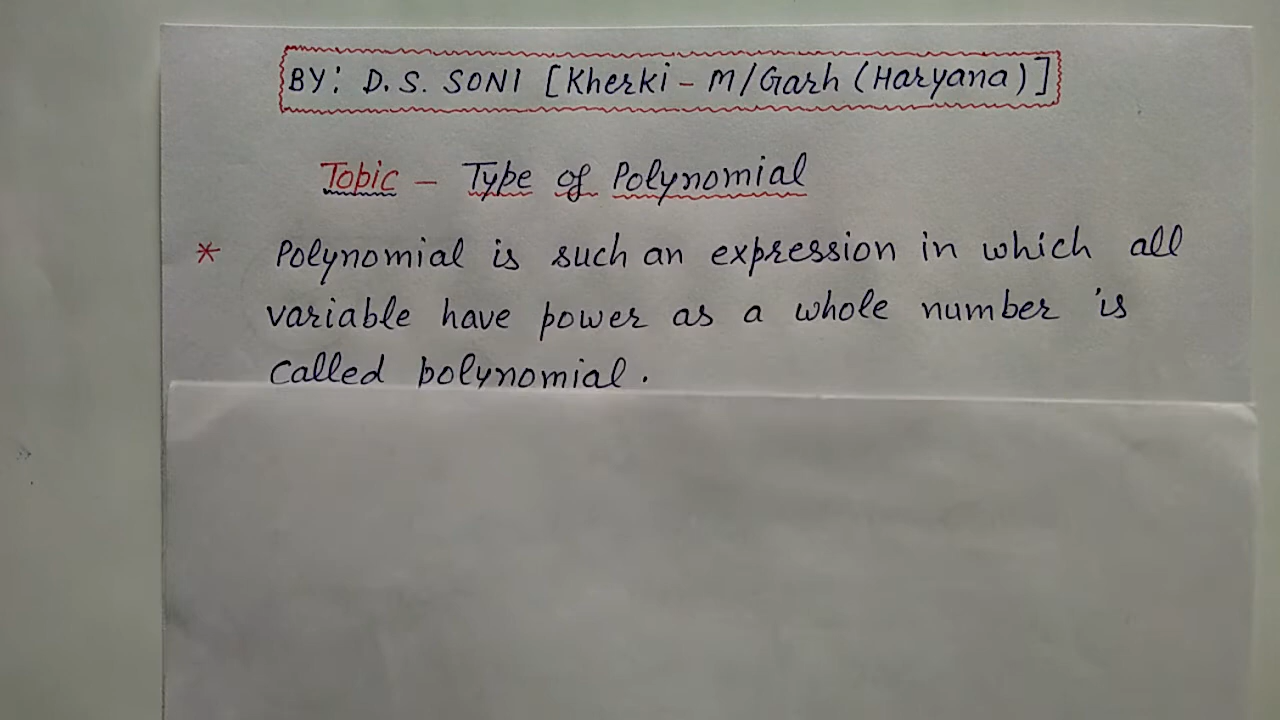 BY: D.S. SONI [Kherki - M/Garh (Haryana)]
Topic - Type of Polynomial
* Polynomial is such an expression in which all
variable have power as a whole number is
called polynomial.